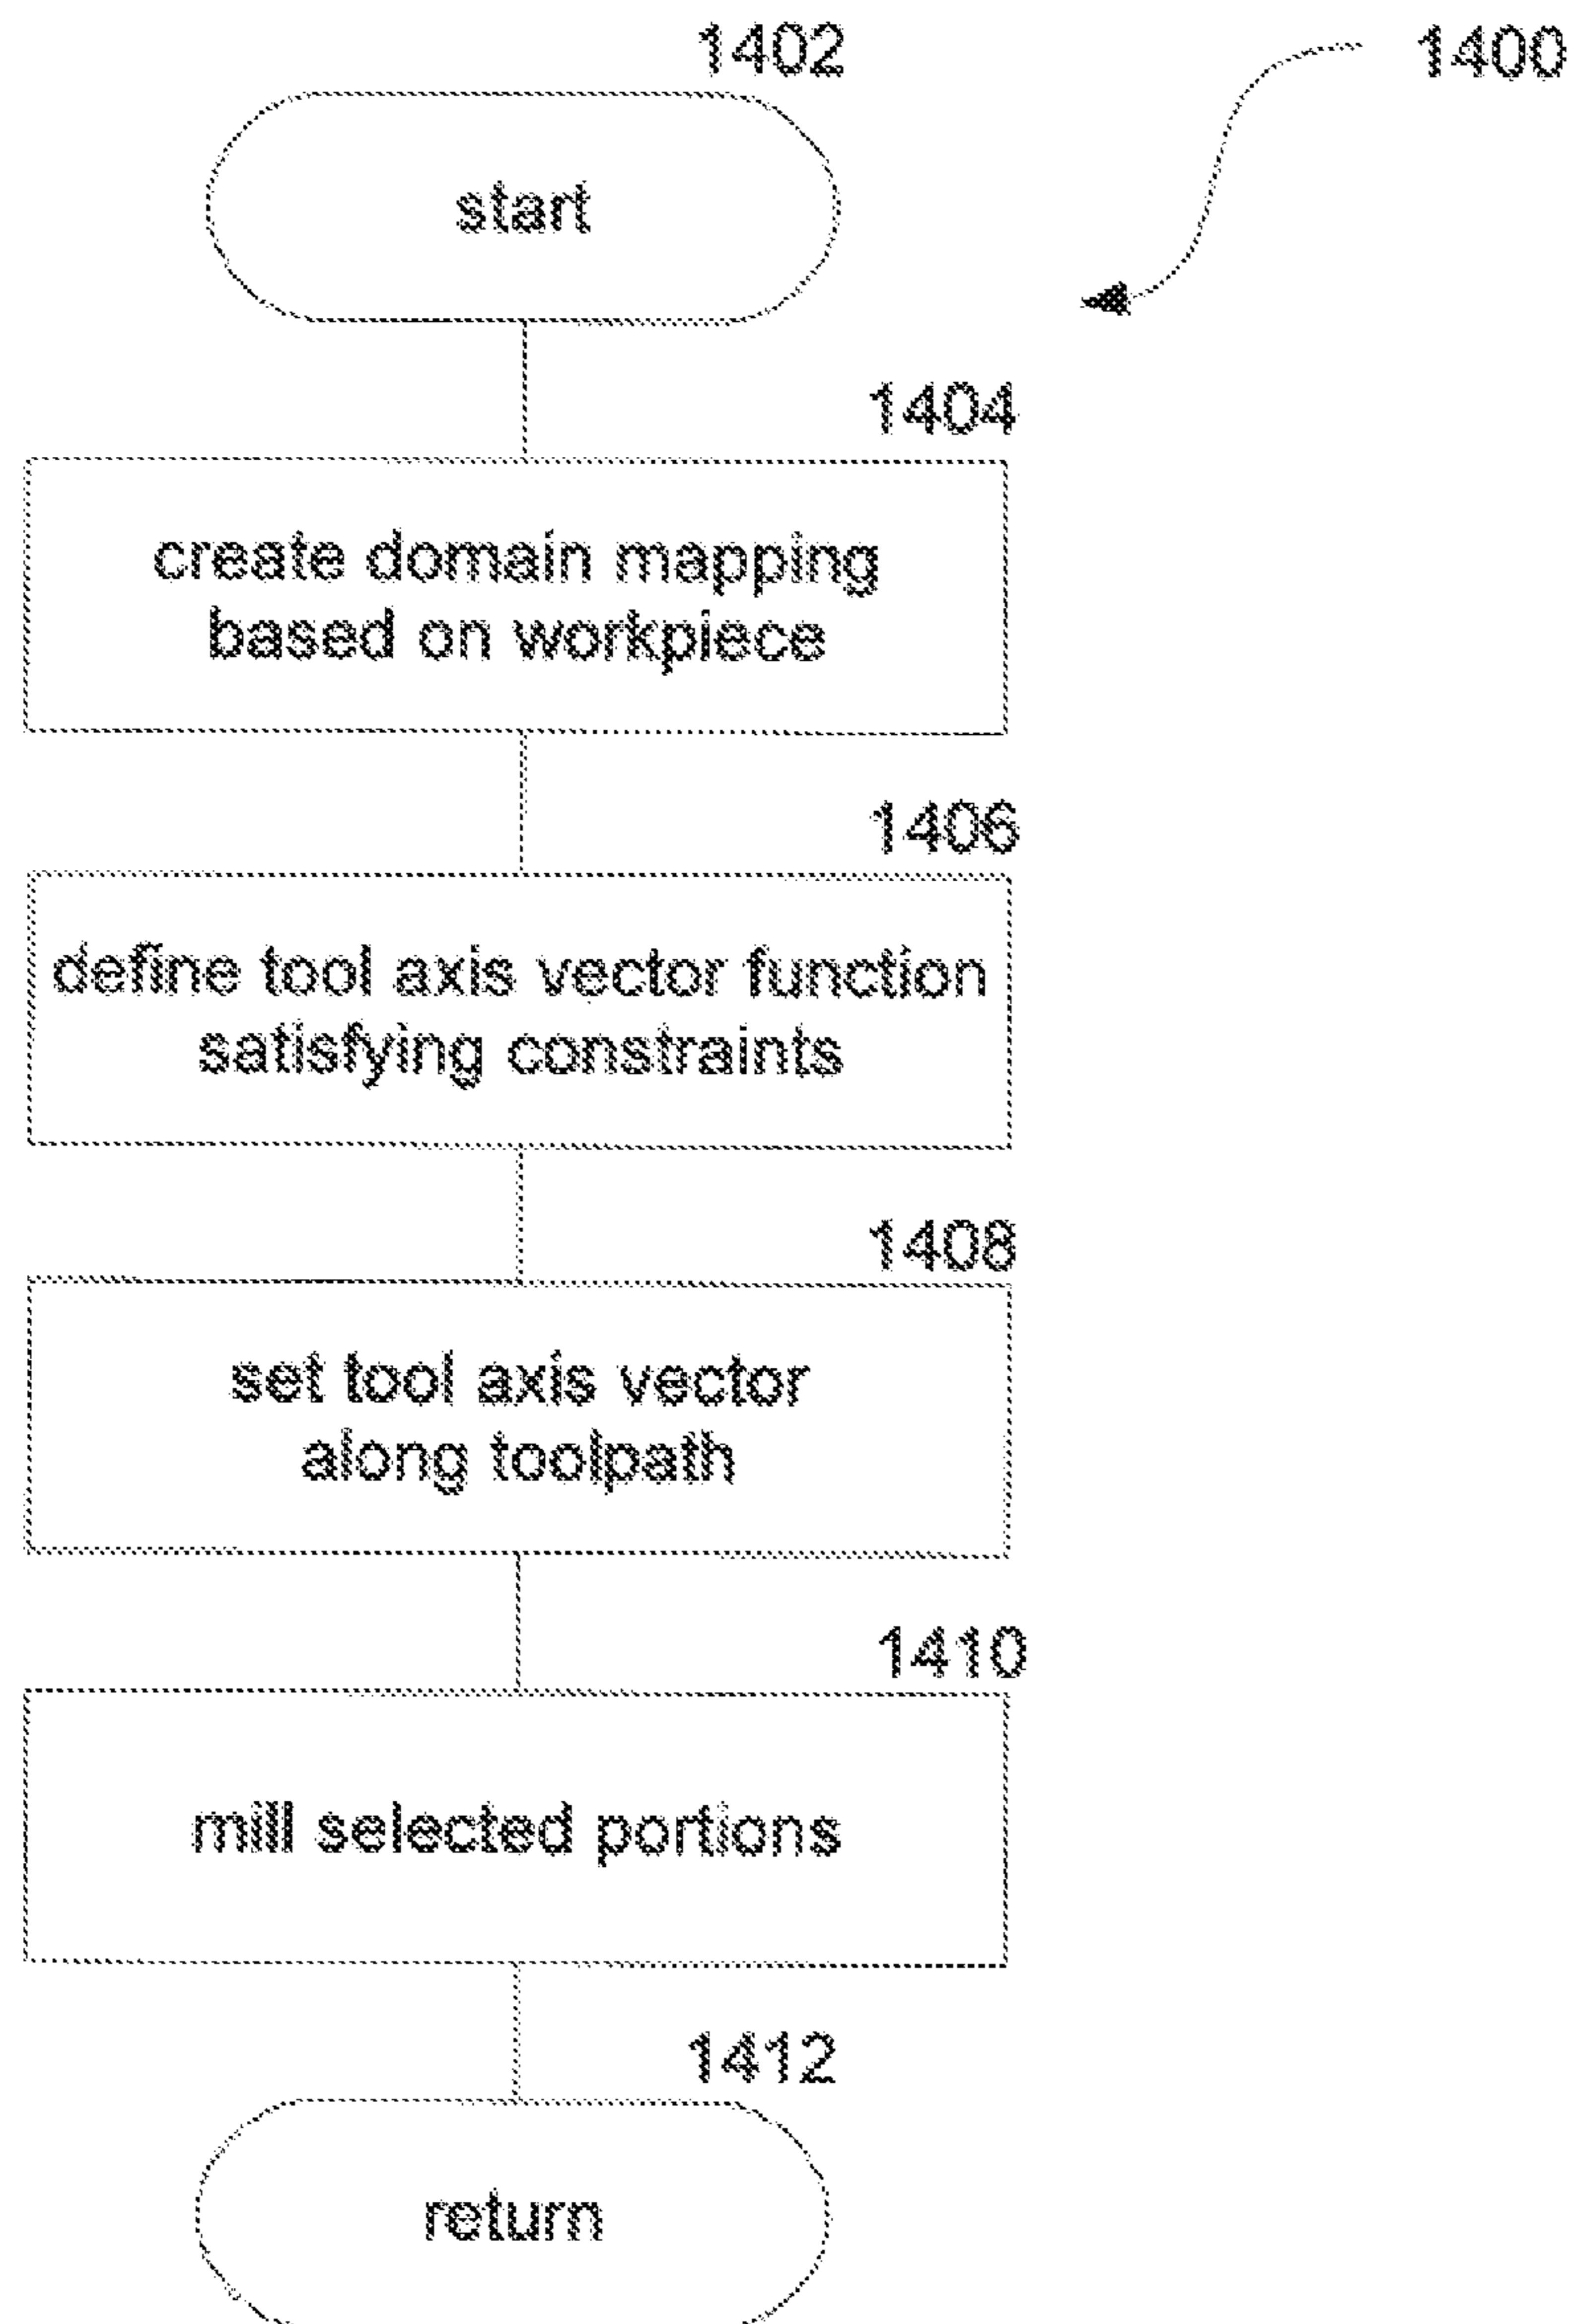 1402
1400
start
1404
create domain mapping
based on workpiece
1406
define tool axis vector function
satisfying constraints
1408
set tool axis vector
along toolpath
1410
mill selected portions
1412
return